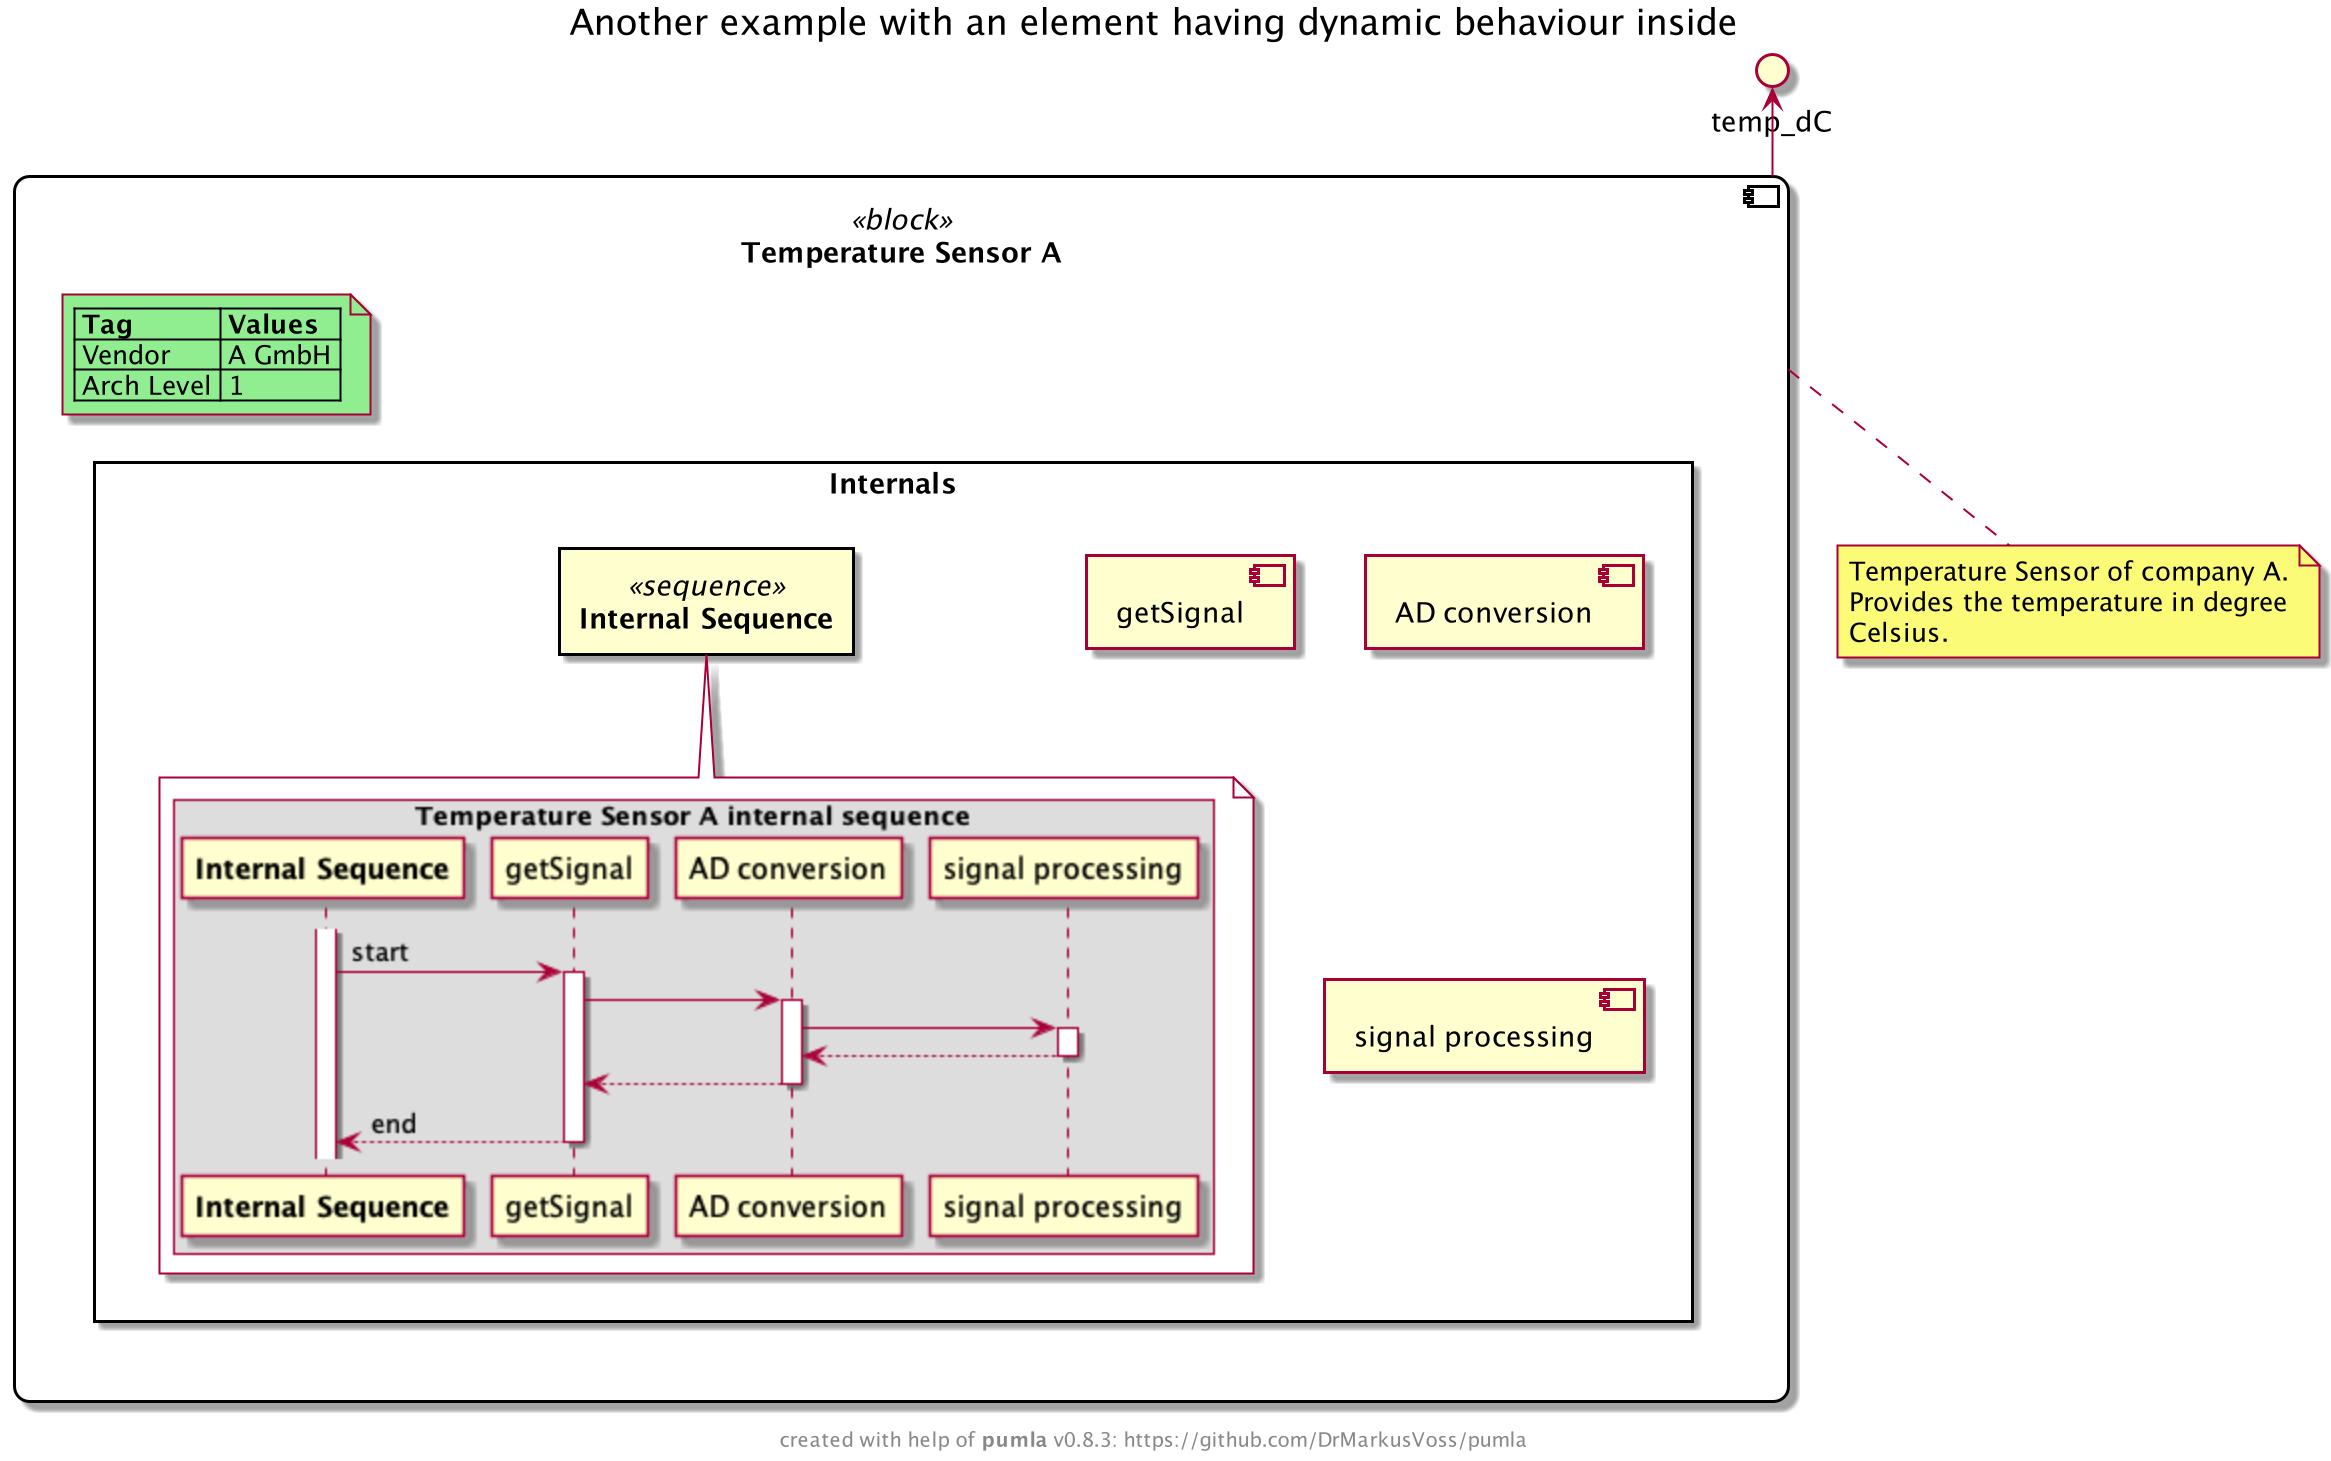 Another example with an element having dynamic behaviour inside
temp_dC
«block»
Temperature Sensor A
Tag Values
Vendor A GmbH
Arch Level 1
Internals
«sequence»
Internal Sequence
getSignal
AD conversion
Temperature Sensor of company A.
Provides the temperature in degree
Celsius.
Temperature Sensor A internal sequence
Internal Sequence getSignal AD conversion signal processing
start
end
Internal Sequence getSignal AD conversion signal processing
signal processing
created with help of pumla v0.8.3: https://github.com/DrMarkusVoss/pumla